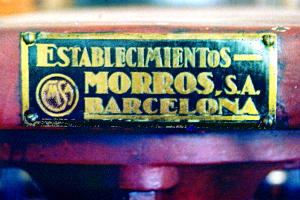 ESTABLECIMIENTOS
MORROS, S.A.
BARCELONA